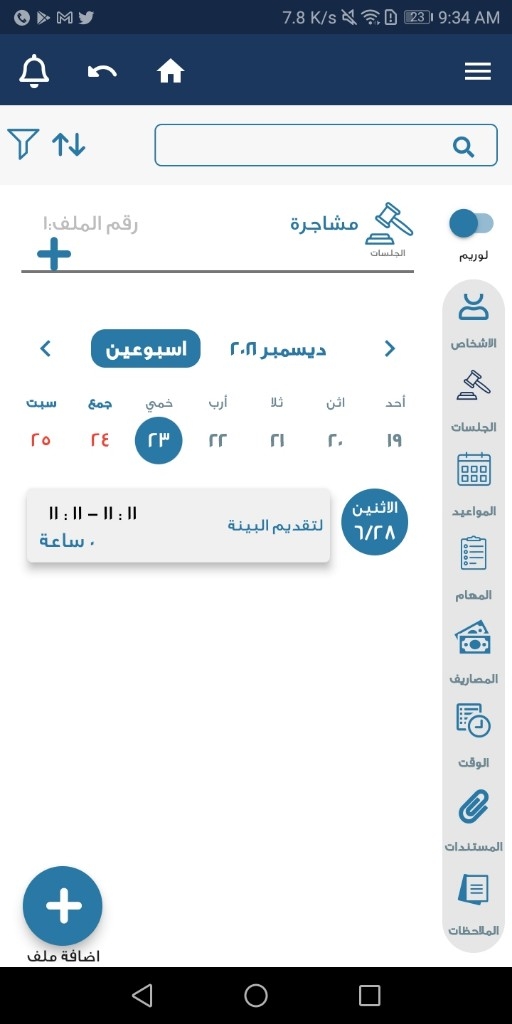 7.8 K/s 23 9:34 AM
مشاجرة
رقم الملف:١
الجلسات
لوريم
ديسمبر ٢٠٢١
اسبوعين
أحد اثن ثلا أرب خمي جمع سبت
١٩ ٢٠ ٢١ ٢٢ ٢٣ ٢٤ ٢٥
الاثنين
٦/٢٨
لتقديم البينة
١١ : ١١ – ١١ : ١١
٠ ساعة
الاشخاص
الجلسات
المواعيد
المهام
المصاريف
الوقت
المستندات
الملاحظات
اضافة ملف